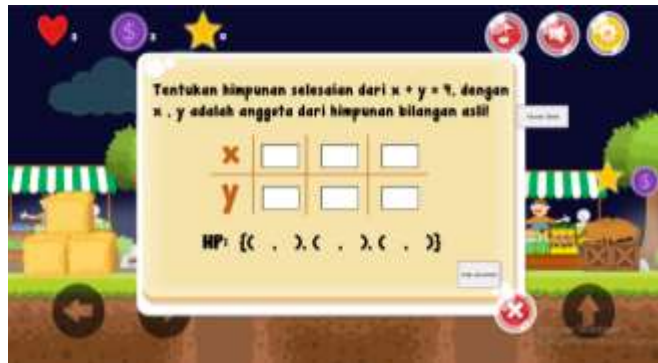 Tentukan himpunan selesaian dari x + y = 4, dengan
x , y adalah anggota dari himpunan bilangan asli!
x
y
HP: {( , ), ( , ), ( , )}